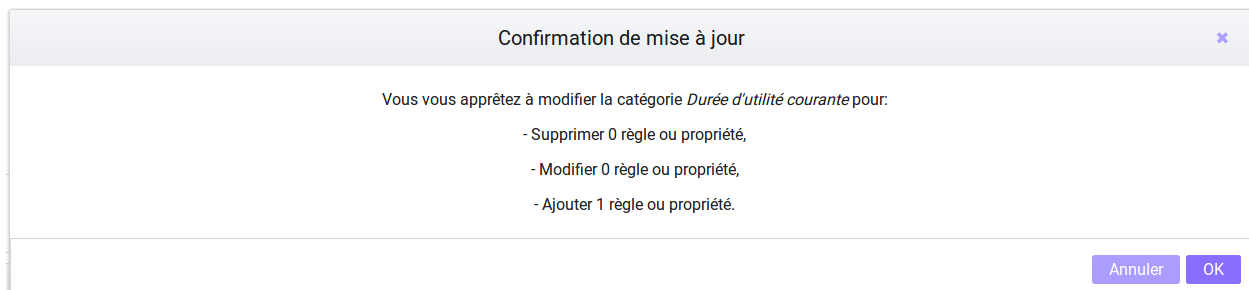 Confirmation de mise à jour
Vous vous apprêtez à modifier la catégorie Durée d'utilité courante pour:
- Supprimer 0 règle ou propriété,
- Modifier 0 règle ou propriété,
- Ajouter 1 règle ou propriété.
Annuler OK